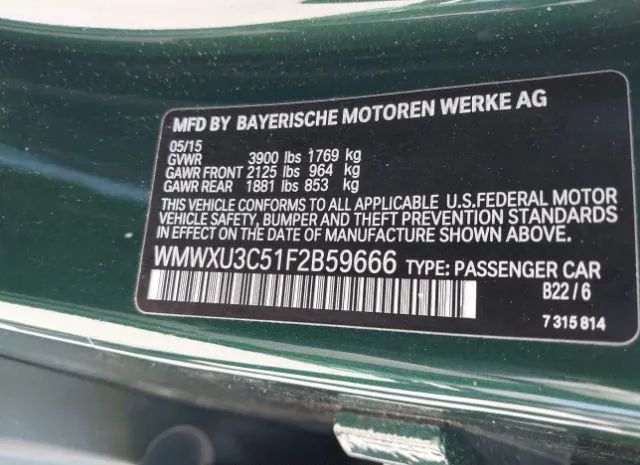 MFD BY BAYERISCHE MOTOREN WERKE AG
05/15
GVWR 3900 lbs 1769 kg
GAWR FRONT 2125 lbs 964 kg
GAWR REAR 1881 lbs 853 kg
THIS VEHICLE CONFORMS TO ALL APPLICABLE U.S.FEDERAL MOTOR
VEHICLE SAFETY, BUMPER AND THEFT PREVENTION STANDARDS
IN EFFECT ON THE DATE OF MANUFACTURE SHOWN ABOVE.
WMWXU3C51F2B59666 TYPE: PASSENGER CAR
B22 / 6
7 315 814